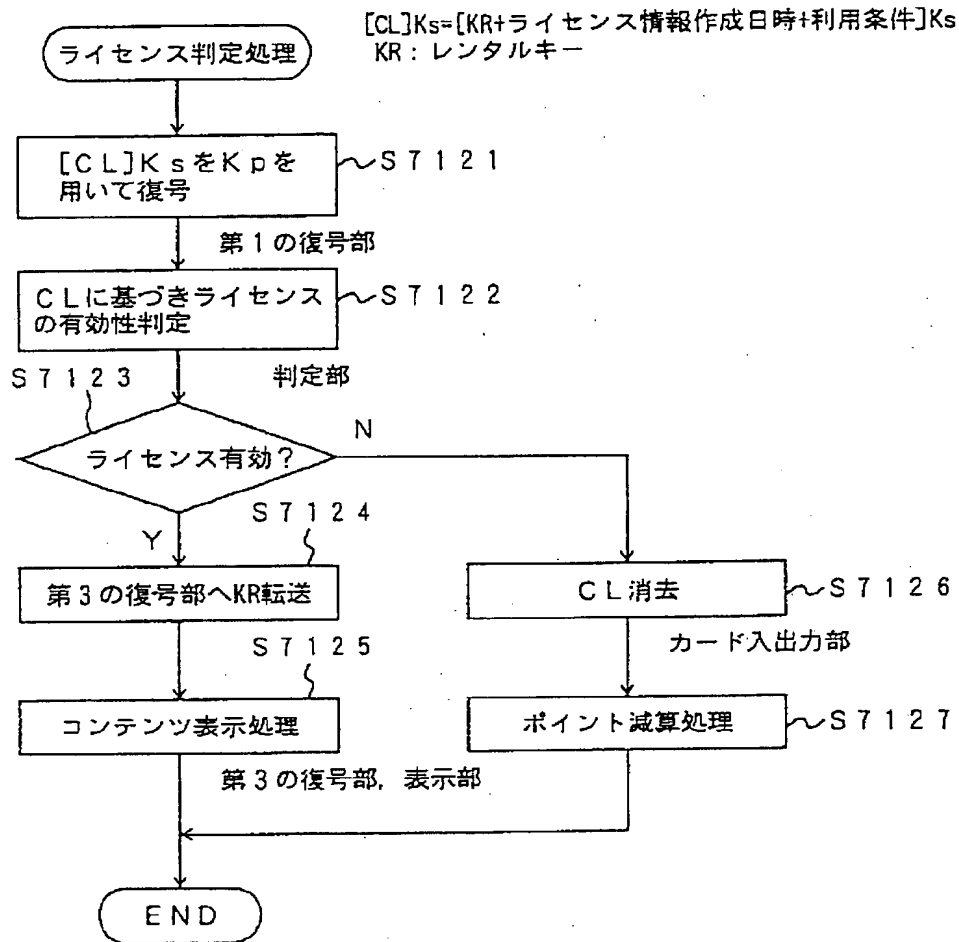 [CL]Ks=[KR+ライセンス情報作成日時+利用条件]Ks
KR：レンタルキー
ライセンス判定処理
[CL]KsをKpを
用いて復号
S7121
第1の復号部
CLに基づきライセンス
の有効性判定
S7122
S7123
判定部
ライセンス有効？
N
Y
S7124
第3の復号部へKR転送
CL消去
S7126
S7125
カード入出力部
コンテンツ表示処理
ポイント減算処理
S7127
第3の復号部，表示部
END